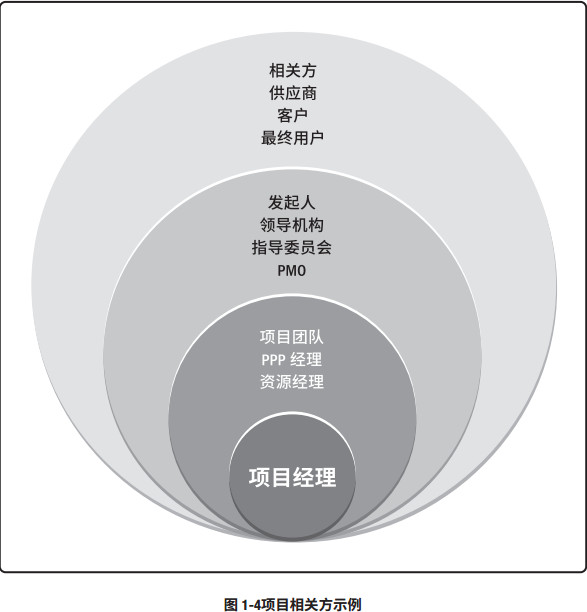 相关方
供应商
客户
最终用户
发起人
领导机构
指导委员会
PMO
项目团队
PPP 经理
资源经理
项目经理
图 1-4项目相关方示例